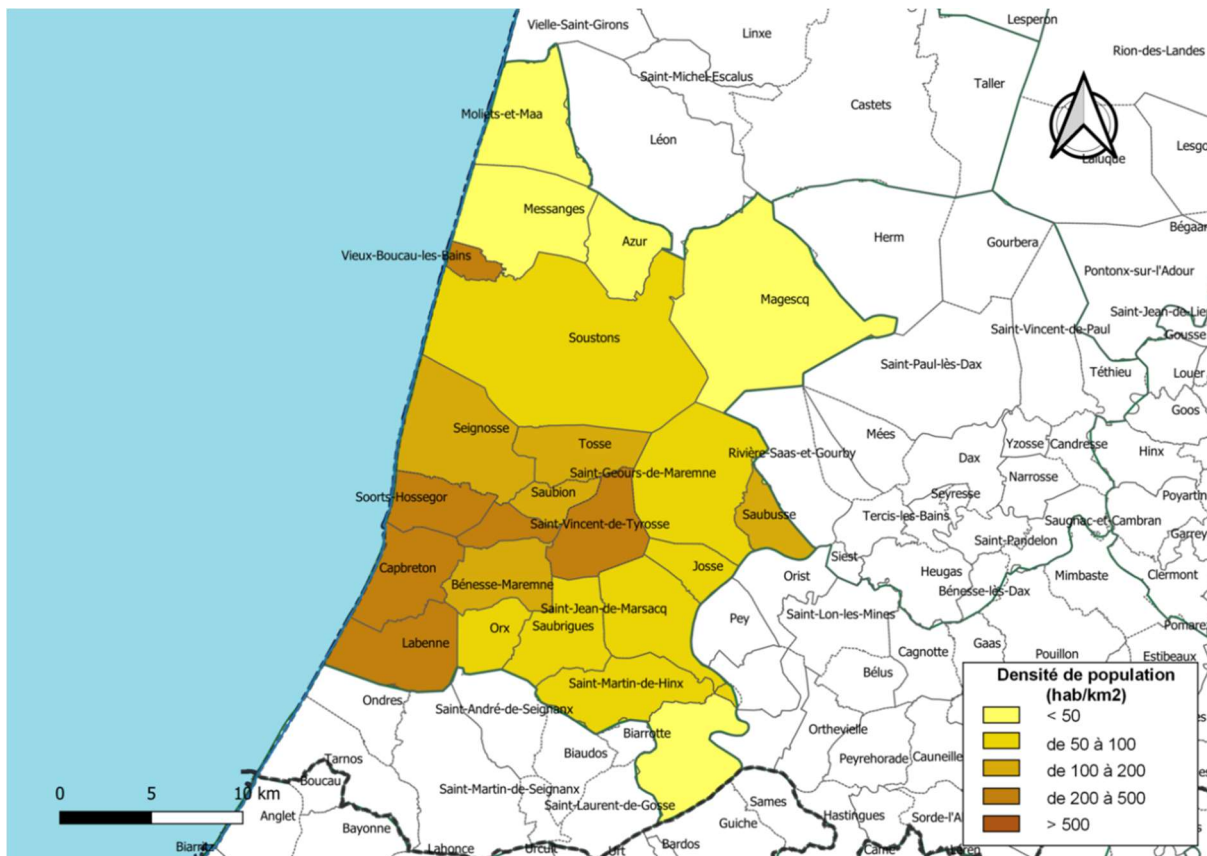 Vielle-Saint-Girons
Linxe
Lesperon
Rion-des-Landes
Saint-Michel-Escalus
Taller
Castets
Moliets-et-Maa
Léon
Laluque
Lesgo
Messanges
Azur
Herm
Gourbera
Bégaar
Vieux-Boucau-les-Bains
Pontonx-sur-l'Adour
Magescq
Saint-Jean-de-Lie
Soustons
Saint-Vincent-de-Paul
Gousse
Saint-Paul-lès-Dax
Téthieu
Louer
Goos
Seignosse
Tosse
Mées
Yzosse
Candresse
Rivière-Saas-et-Gourby
Dax
Hinx
Saint-Geours-de-Maremne
Narrosse
Soorts-Hossegor
Saubion
Seyresse
Poyartin
Saint-Vincent-de-Tyrosse
Saubusse
Tercis-les-Bains
Saugnac-et-Cambran
Saint-Pandelon
Garrey
Siest
Capbreton
Josse
Orist
Heugas
Mimbaste
Clermont
Bénesse-Maremne
Bénesse-lès-Dax
Saint-Jean-de-Marsacq
Saint-Lon-les-Mines
Pey
Orx
Saubrigues
Pomarez
Labenne
Cagnotte
Gaas
Pouillon
Estibeaux
Bélus
Saint-Martin-de-Hinx
Ondres
Saint-André-de-Seignanx
Orthevielle
Biarrotte
Biaudos
Peyrehorade
Cauneille
Tarnos
Boucau
Saint-Martin-de-Seignanx
Saint-Laurent-de-Gosse
Sames
Hastingues
Sorde-l'A
Anglet
Bayonne
Guiche
Biarritz
Labonce
Urcuit
Urt
Bardos
Came
Densité de population
(hab/km2)
< 50
de 50 à 100
de 100 à 200
de 200 à 500
> 500
0 5 10 km